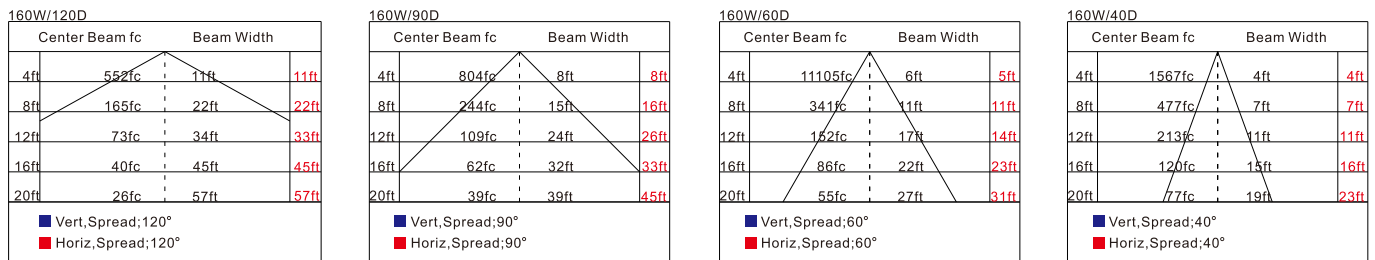 160W/120D
Center Beam fc Beam Width
4ft 552fc 11ft 11ft
8ft 165fc 22ft 22ft
12ft 73fc 34ft 33ft
16ft 40fc 45ft 45ft
20ft 26fc 57ft 57ft
Vert,Spread;120°
Horiz,Spread;120°
160W/90D
Center Beam fc Beam Width
4ft 804fc 8ft 8ft
8ft 244fc 15ft 16ft
12ft 109fc 24ft 26ft
16ft 62fc 32ft 33ft
20ft 39fc 39ft 45ft
Vert,Spread;90°
Horiz,Spread;90°
160W/60D
Center Beam fc Beam Width
4ft 11105fc 6ft 5ft
8ft 341fc 11ft 11ft
12ft 152fc 17ft 14ft
16ft 86fc 22ft 23ft
20ft 55fc 27ft 31ft
Vert,Spread;60°
Horiz,Spread;60°
160W/40D
Center Beam fc Beam Width
4ft 1567fc 4ft 4ft
8ft 477fc 7ft 7ft
12ft 213fc 11ft 11ft
16ft 120fc 15ft 16ft
20ft 77fc 19ft 23ft
Vert,Spread;40°
Horiz,Spread;40°